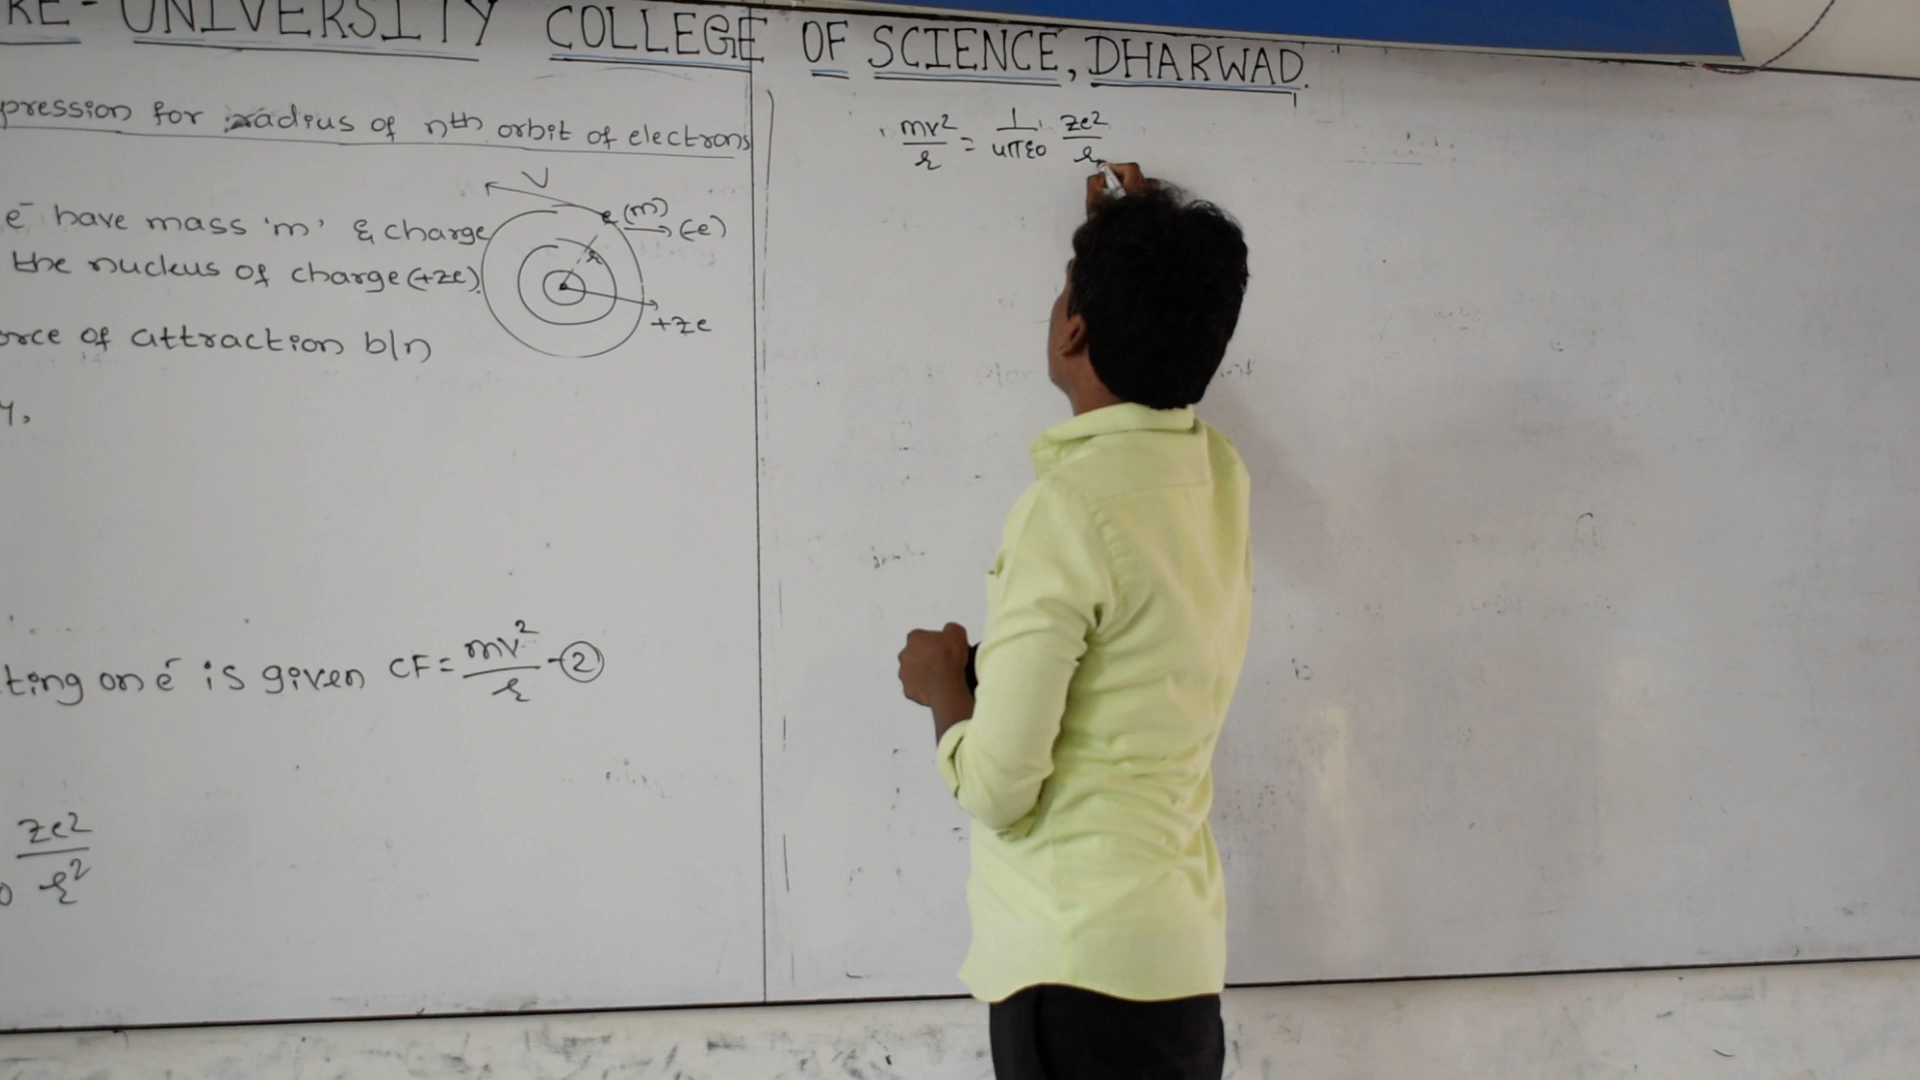 RE-UNIVERSITY COLLEGE OF SCIENCE, DHARWAD.
pression for radius of nth orbit of electrons
V
e (m)
(-e)
r
+ze
e⁻ have mass 'm' & charge
the nucleus of charge (+ze).
orce of attraction b/n
y,
ting on e⁻ is given CF = mv²/r -②
ze²/r²
mv²/r = 1/4πε0 ze²/r